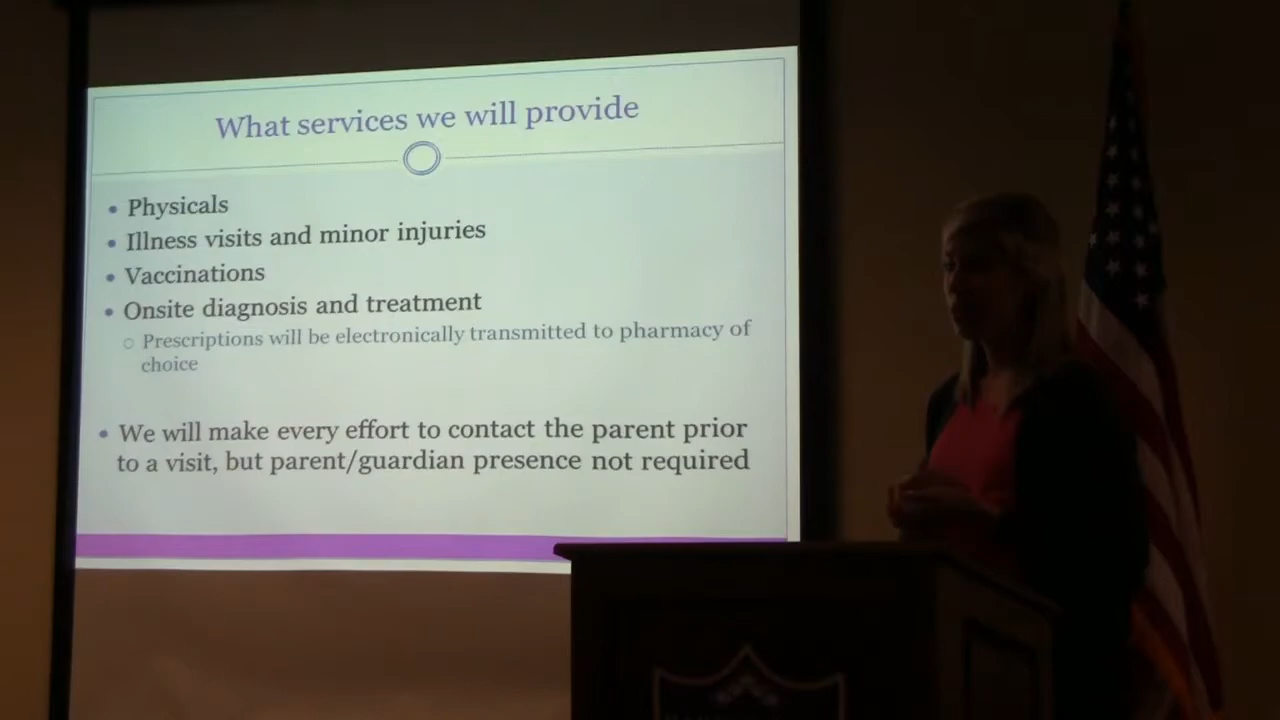 What services we will provide
Physicals
Illness visits and minor injuries
Vaccinations
Onsite diagnosis and treatment
Prescriptions will be electronically transmitted to pharmacy of
choice
We will make every effort to contact the parent prior
to a visit, but parent/guardian presence not required